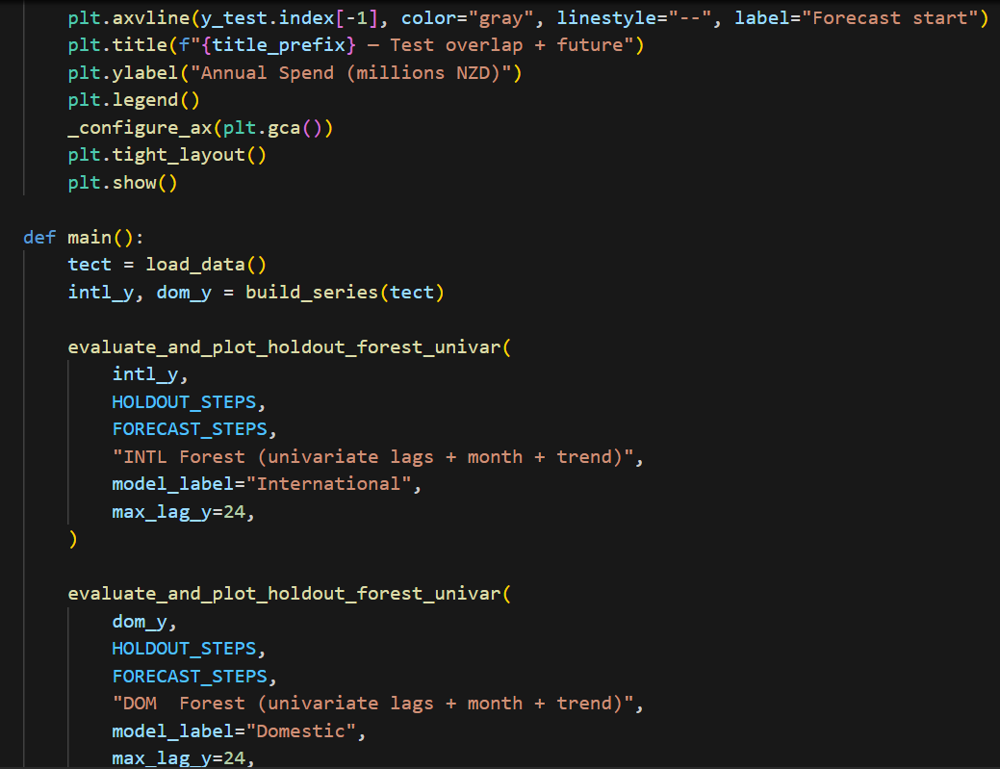 plt.axvline(y_test.index[-1], color="gray", linestyle="--", label="Forecast start")
plt.title(f"{title_prefix} — Test overlap + future")
plt.ylabel("Annual Spend (millions NZD)")
plt.legend()
_configure_ax(plt.gca())
plt.tight_layout()
plt.show()
def main():
tect = load_data()
intl_y, dom_y = build_series(tect)
evaluate_and_plot_holdout_forest_univar(
intl_y,
HOLDOUT_STEPS,
FORECAST_STEPS,
"INTL Forest (univariate lags + month + trend)",
model_label="International",
max_lag_y=24,
)
evaluate_and_plot_holdout_forest_univar(
dom_y,
HOLDOUT_STEPS,
FORECAST_STEPS,
"DOM  Forest (univariate lags + month + trend)",
model_label="Domestic",
max_lag_y=24,